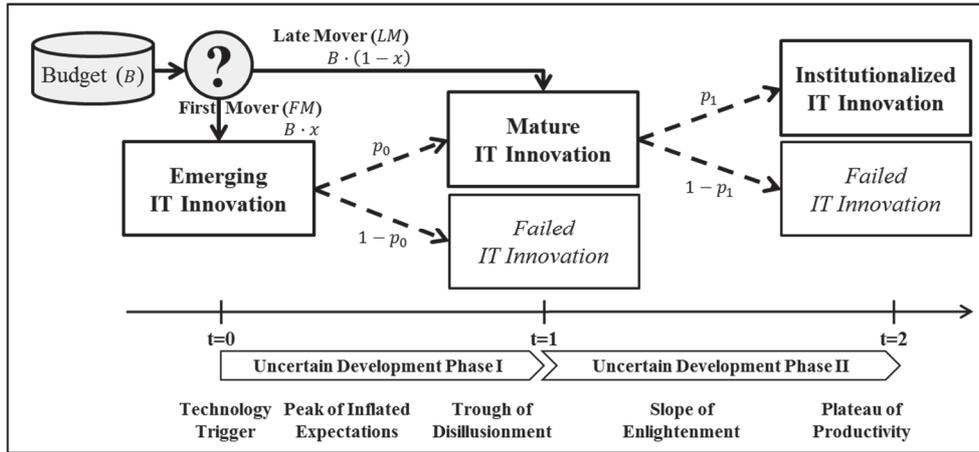 Late Mover (LM)
B · (1 − x)
Budget (B)
?
First Mover (FM)
B · x
Emerging
IT Innovation
p₀
1 − p₀
Mature
IT Innovation
Failed
IT Innovation
p₁
1 − p₁
Institutionalized
IT Innovation
Failed
IT Innovation
t=0
t=1
t=2
Uncertain Development Phase I
Uncertain Development Phase II
Technology
Trigger
Peak of Inflated
Expectations
Trough of
Disillusionment
Slope of
Enlightenment
Plateau of
Productivity